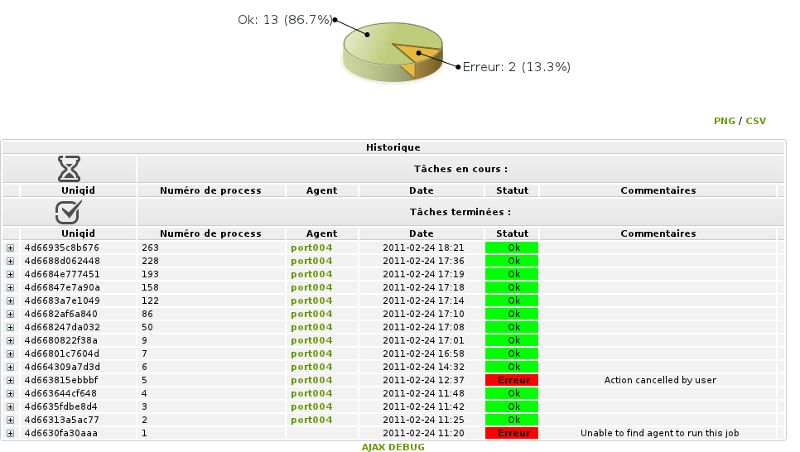 Ok: 13 (86.7%)
Erreur: 2 (13.3%)
PNG / CSV
Historique
Tâches en cours :
Uniqid Numéro de process Agent Date Statut Commentaires
Tâches terminées :
Uniqid Numéro de process Agent Date Statut Commentaires
4d66935c8b676 263 port004 2011-02-24 18:21 Ok
4d6688d062448 228 port004 2011-02-24 17:36 Ok
4d6684e777451 193 port004 2011-02-24 17:19 Ok
4d66847e7a90a 158 port004 2011-02-24 17:18 Ok
4d6683a7e1049 122 port004 2011-02-24 17:14 Ok
4d6682af6a840 86 port004 2011-02-24 17:10 Ok
4d668247da032 50 port004 2011-02-24 17:08 Ok
4d6680822f38a 9 port004 2011-02-24 17:01 Ok
4d66801c7604d 7 port004 2011-02-24 16:58 Ok
4d664309a7d3d 6 port004 2011-02-24 14:32 Ok
4d663815ebbbf 5 port004 2011-02-24 12:37 Erreur Action cancelled by user
4d663644cf648 4 port004 2011-02-24 11:48 Ok
4d6635fdbe8d4 3 port004 2011-02-24 11:42 Ok
4d66313a5ac77 2 port004 2011-02-24 11:25 Ok
4d6630fa30aaa 1 2011-02-24 11:20 Erreur Unable to find agent to run this job
AJAX DEBUG